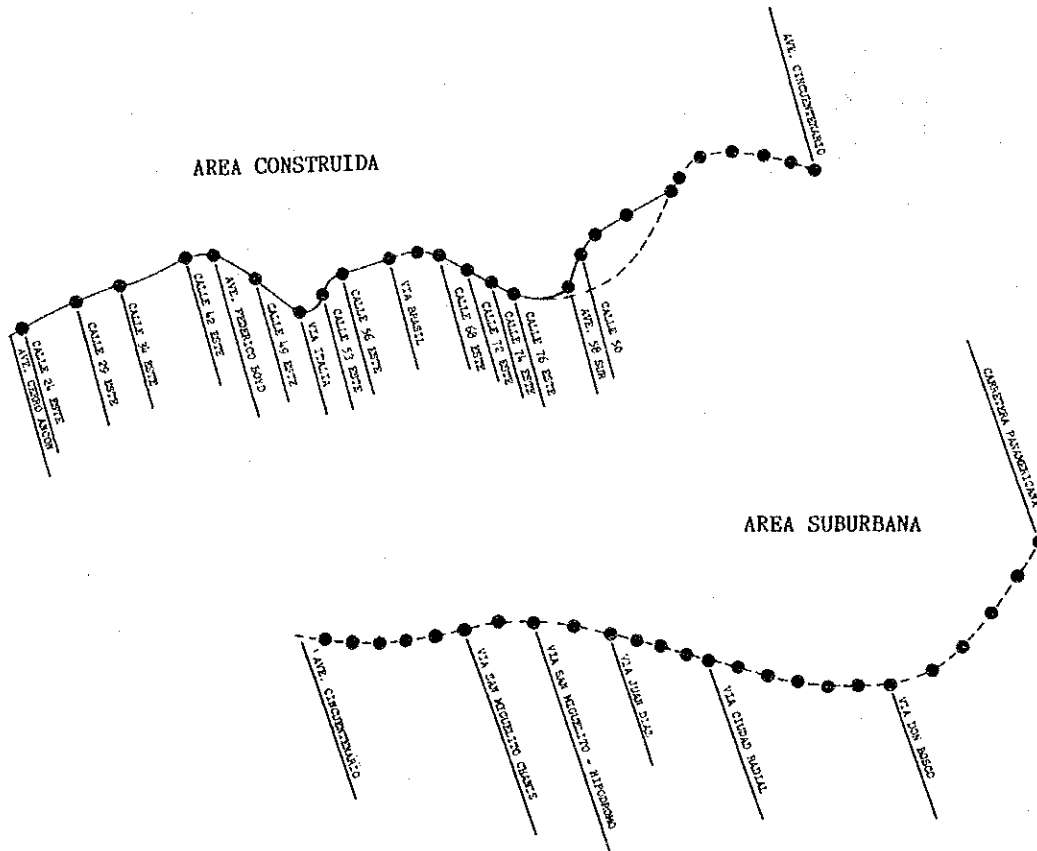 AVE. CINCUENTENARIO
AREA CONSTRUIDA
CALLE 24 ESTE
AVE. CERRO ANCON
CALLE 29 ESTE
CALLE 34 ESTE
CALLE 42 ESTE
AVE. FEDERICO BOYD
CALLE 49 ESTE
VIA ITALIA
CALLE 53 ESTE
CALLE 56 ESTE
VIA BRASIL
CALLE 68 ESTE
CALLE 72 ESTE
CALLE 74 ESTE
CALLE 76 ESTE
AVE. 58 SUR
CALLE 50
CARRETERA PANAMERICANA
AREA SUBURBANA
AVE. CINCUENTENARIO
VIA SAN MIGUELITO CHANIS
VIA SAN MIGUELITO - HIPODROMO
VIA JUAN DIAZ
VIA CIUDAD RADIAL
VIA DON BOSCO